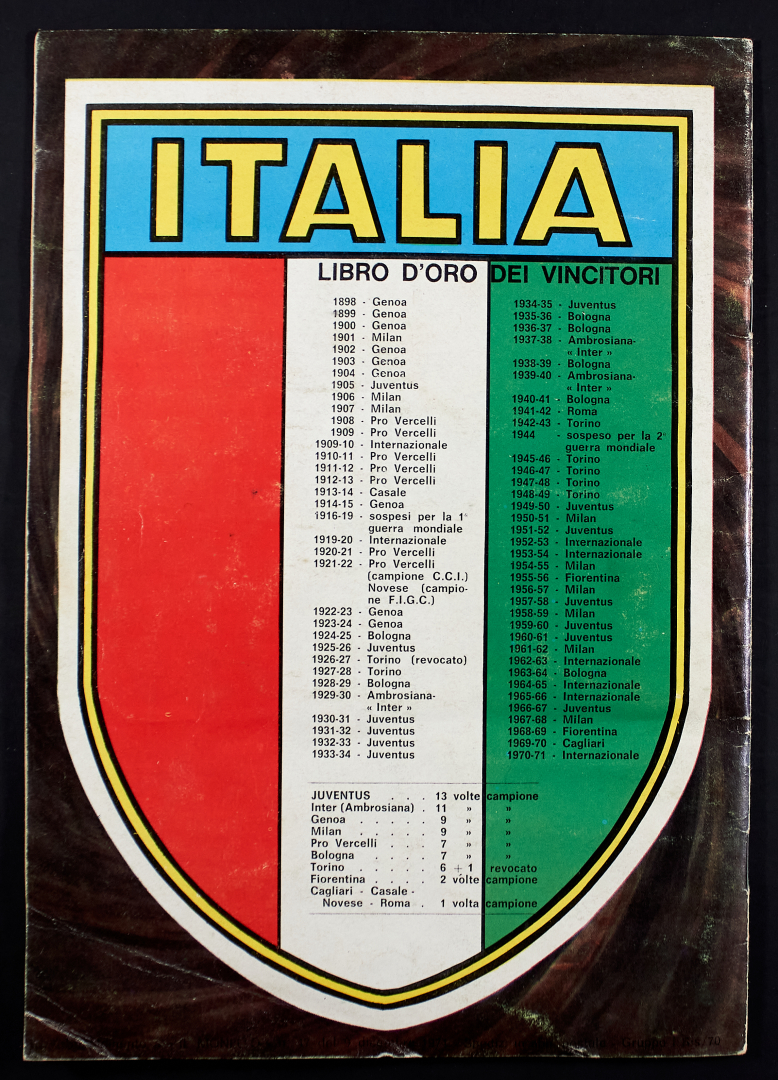 ITALIA
LIBRO D'ORO DEI VINCITORI
1898 - Genoa
1899 - Genoa
1900 - Genoa
1901 - Milan
1902 - Genoa
1903 - Genoa
1904 - Genoa
1905 - Juventus
1906 - Milan
1907 - Milan
1908 - Pro Vercelli
1909 - Pro Vercelli
1909-10 - Internazionale
1910-11 - Pro Vercelli
1911-12 - Pro Vercelli
1912-13 - Pro Vercelli
1913-14 - Casale
1914-15 - Genoa
1916-19 - sospesi per la 1°
guerra mondiale
1919-20 - Internazionale
1920-21 - Pro Vercelli
1921-22 - Pro Vercelli
(campione C.C.I.)
Novese (campio-
ne F.I.G.C.)
1922-23 - Genoa
1923-24 - Genoa
1924-25 - Bologna
1925-26 - Juventus
1926-27 - Torino (revocato)
1927-28 - Torino
1928-29 - Bologna
1929-30 - Ambrosiana-
« Inter »
1930-31 - Juventus
1931-32 - Juventus
1932-33 - Juventus
1933-34 - Juventus
1934-35 - Juventus
1935-36 - Bologna
1936-37 - Bologna
1937-38 - Ambrosiana-
« Inter »
1938-39 - Bologna
1939-40 - Ambrosiana-
« Inter »
1940-41 - Bologna
1941-42 - Roma
1942-43 - Torino
1944 - sospeso per la 2°
guerra mondiale
1945-46 - Torino
1946-47 - Torino
1947-48 - Torino
1948-49 - Torino
1949-50 - Juventus
1950-51 - Milan
1951-52 - Juventus
1952-53 - Internazionale
1953-54 - Internazionale
1954-55 - Milan
1955-56 - Fiorentina
1956-57 - Milan
1957-58 - Juventus
1958-59 - Milan
1959-60 - Juventus
1960-61 - Juventus
1961-62 - Milan
1962-63 - Internazionale
1963-64 - Bologna
1964-65 - Internazionale
1965-66 - Internazionale
1966-67 - Juventus
1967-68 - Milan
1968-69 - Fiorentina
1969-70 - Cagliari
1970-71 - Internazionale
JUVENTUS . . . 13 volte campione
Inter (Ambrosiana) . 11 » »
Genoa . . . . . 9 » »
Milan . . . . . 9 » »
Pro Vercelli . . . 7 » »
Bologna . . . . 7 » »
Torino . . . . . 6 + 1 revocato
Fiorentina . . . . 2 volte campione
Cagliari - Casale -
Novese - Roma . 1 volta campione
Gruppo